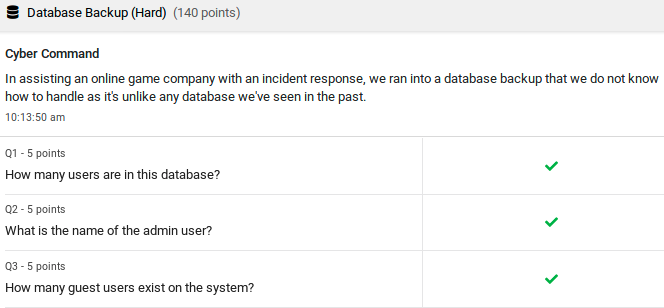 Database Backup (Hard) (140 points)
Cyber Command
In assisting an online game company with an incident response, we ran into a database backup that we do not know
how to handle as it's unlike any database we've seen in the past.
10:13:50 am
Q1 - 5 points
How many users are in this database?
Q2 - 5 points
What is the name of the admin user?
Q3 - 5 points
How many guest users exist on the system?